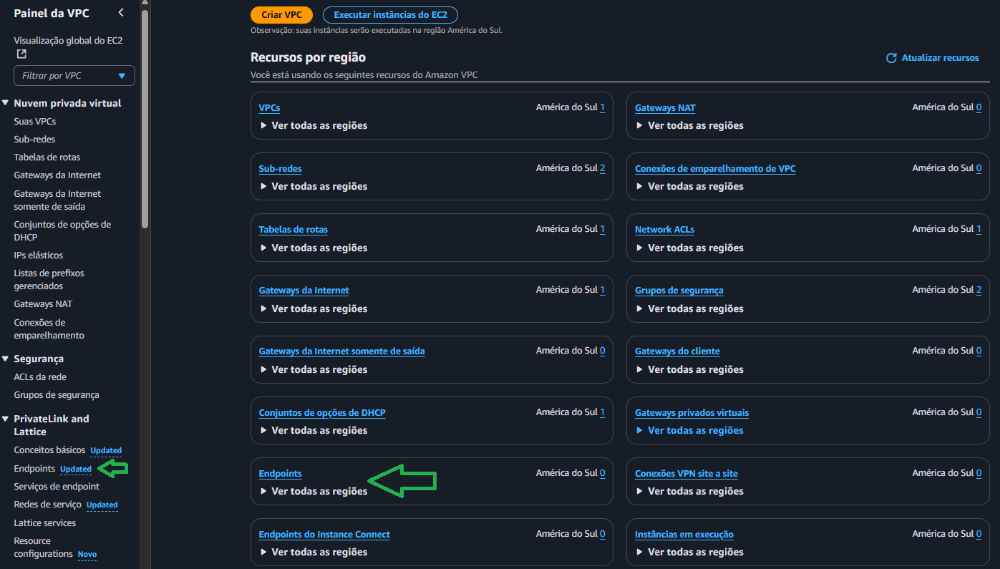 Painel da VPC
Visualização global do EC2
Filtrar por VPC
Nuvem privada virtual
Suas VPCs
Sub-redes
Tabelas de rotas
Gateways da Internet
Gateways da Internet
somente de saída
Conjuntos de opções de
DHCP
IPs elásticos
Listas de prefixos
gerenciados
Gateways NAT
Conexões de
emparelhamento
Segurança
ACLs da rede
Grupos de segurança
PrivateLink and
Lattice
Conceitos básicos Updated
Endpoints Updated
Serviços de endpoint
Redes de serviço Updated
Lattice services
Resource
configurations Novo
Criar VPC Executar instâncias do EC2
Observação: suas instâncias serão executadas na região América do Sul.
Recursos por região Atualizar recursos
Você está usando os seguintes recursos do Amazon VPC
VPCs América do Sul 1
Ver todas as regiões
Gateways NAT América do Sul 0
Ver todas as regiões
Sub-redes América do Sul 2
Ver todas as regiões
Conexões de emparelhamento de VPC América do Sul 0
Ver todas as regiões
Tabelas de rotas América do Sul 1
Ver todas as regiões
Network ACLs América do Sul 1
Ver todas as regiões
Gateways da Internet América do Sul 1
Ver todas as regiões
Grupos de segurança América do Sul 2
Ver todas as regiões
Gateways da Internet somente de saída América do Sul 0
Ver todas as regiões
Gateways do cliente América do Sul 0
Ver todas as regiões
Conjuntos de opções de DHCP América do Sul 1
Ver todas as regiões
Gateways privados virtuais América do Sul 0
Ver todas as regiões
Endpoints América do Sul 0
Ver todas as regiões
Conexões VPN site a site América do Sul 0
Ver todas as regiões
Endpoints do Instance Connect América do Sul 0
Ver todas as regiões
Instâncias em execução América do Sul 0
Ver todas as regiões